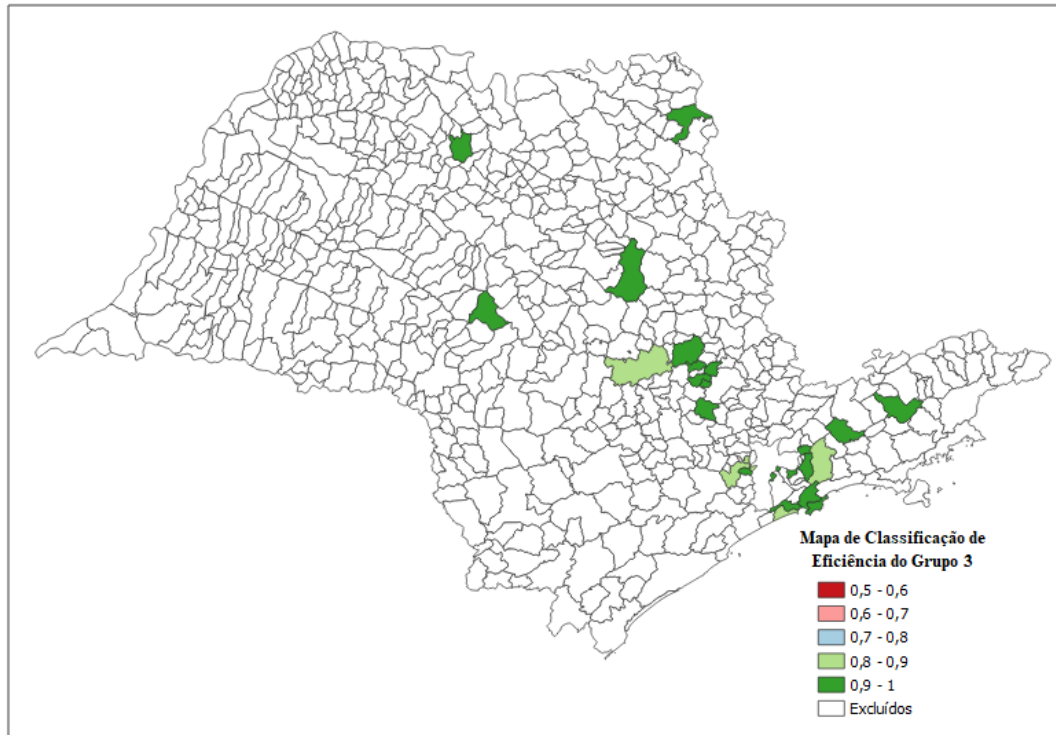 Mapa de Classificação de
Eficiência do Grupo 3
0,5 - 0,6
0,6 - 0,7
0,7 - 0,8
0,8 - 0,9
0,9 - 1
Excluídos